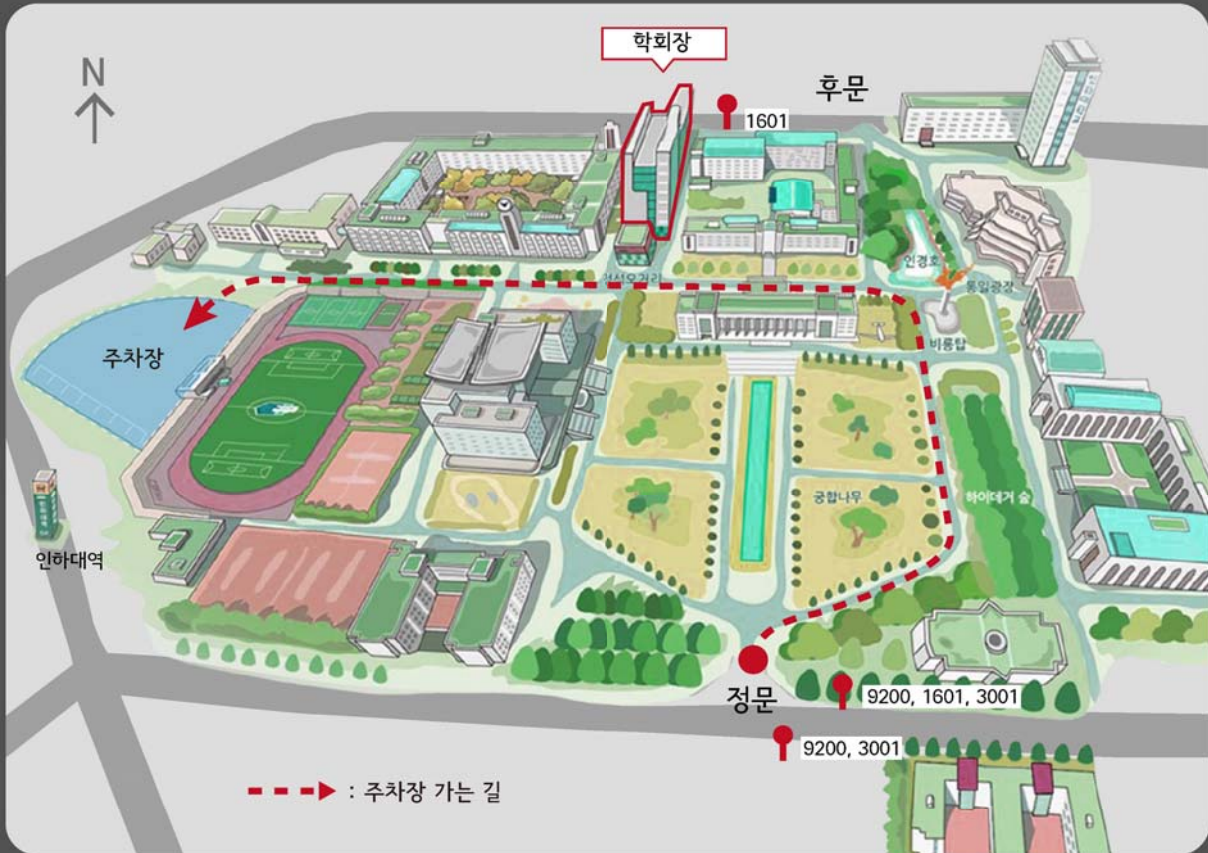 학회장
N
후문
1601
인경호
통일광장
비룡탑
주차장
궁합나무
하이데거 숲
인하대역
정문
9200, 1601, 3001
9200, 3001
: 주차장 가는 길